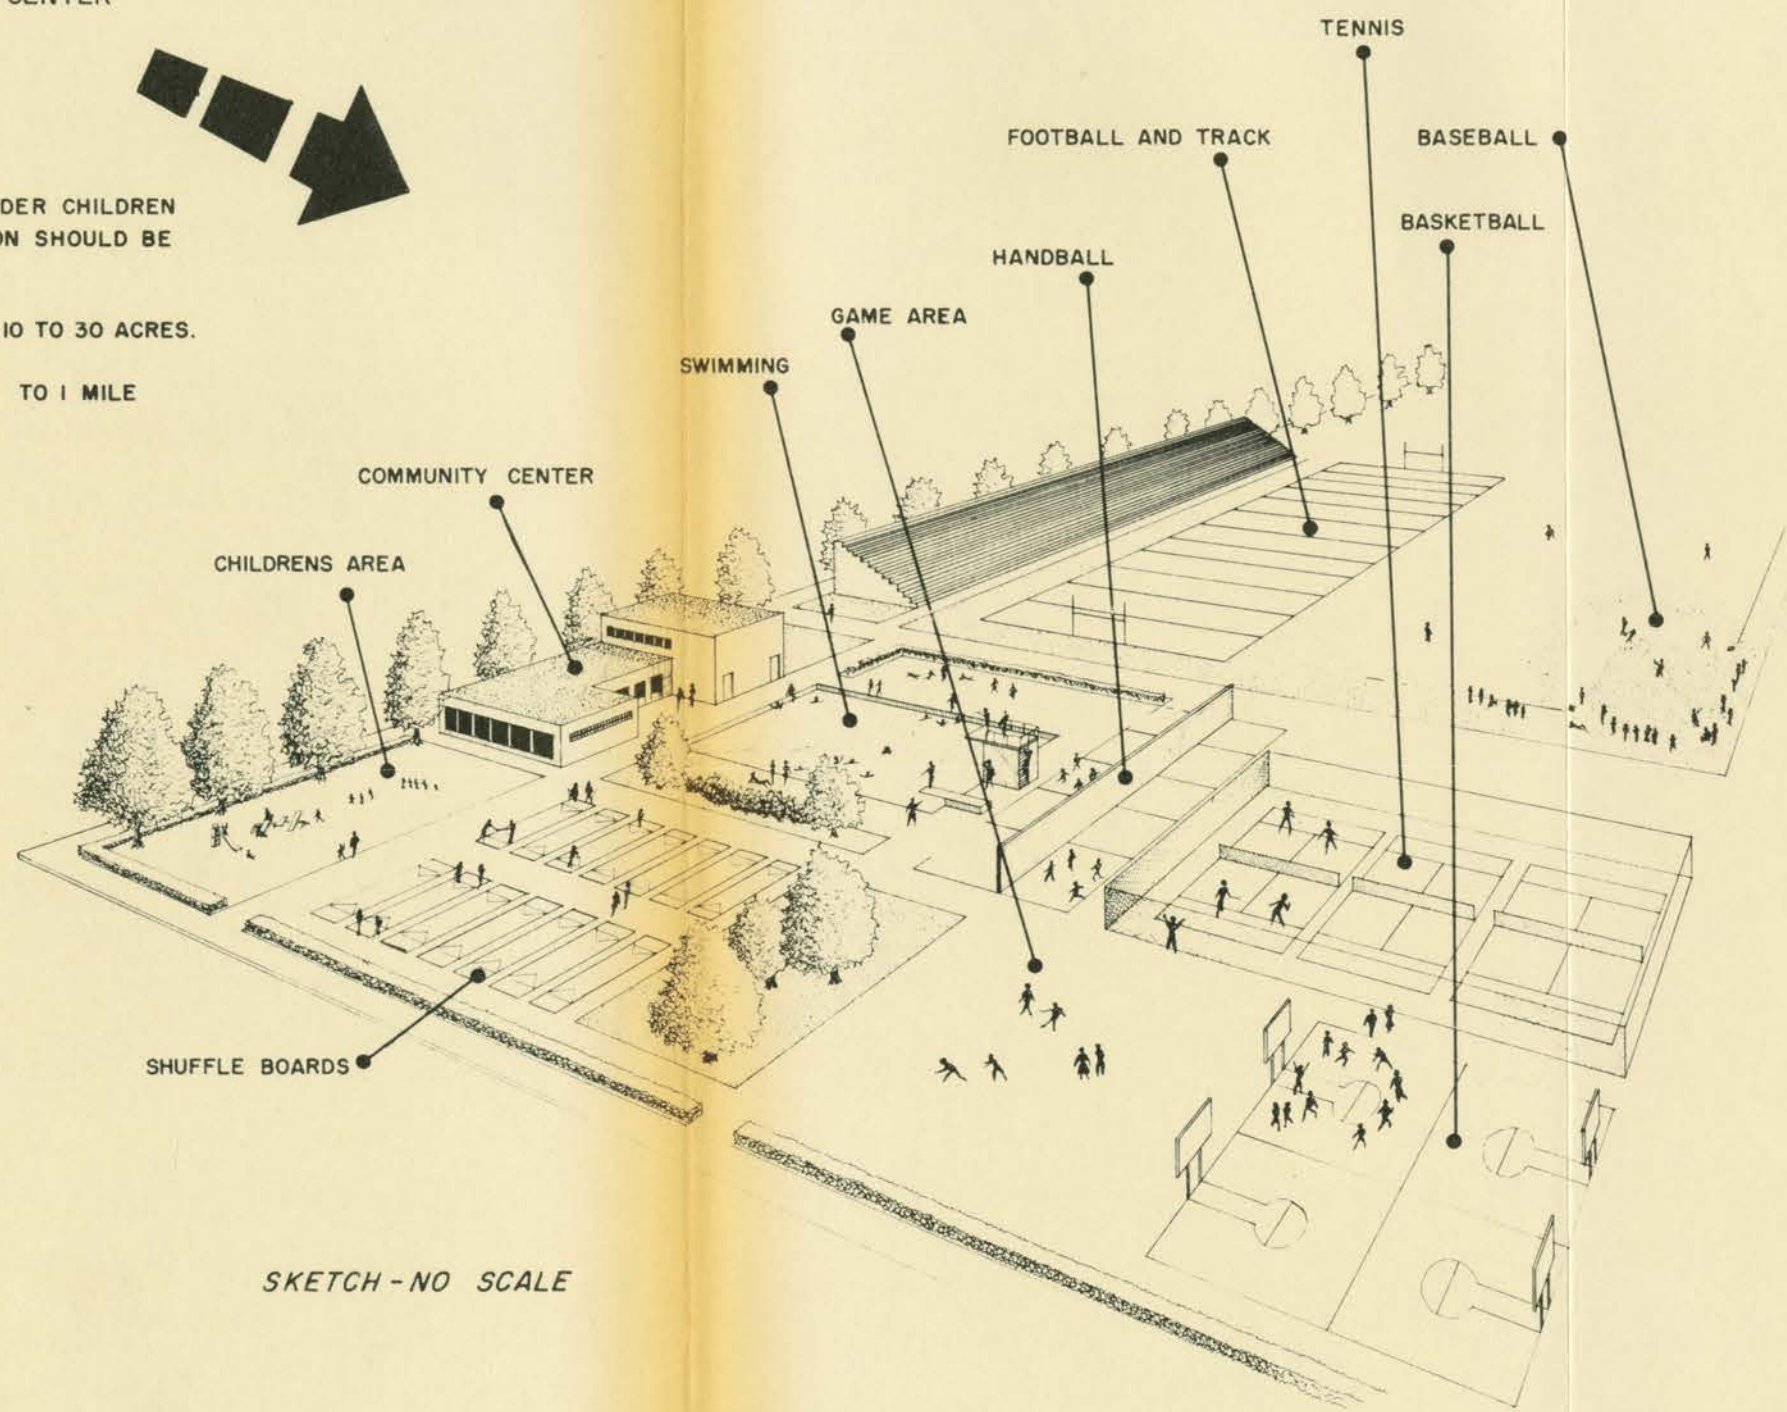 CENTER
TENNIS
FOOTBALL AND TRACK
BASEBALL
DER CHILDREN
ON SHOULD BE
BASKETBALL
HANDBALL
GAME AREA
10 TO 30 ACRES.
SWIMMING
TO 1 MILE
COMMUNITY CENTER
CHILDRENS AREA
SHUFFLE BOARDS
SKETCH - NO SCALE